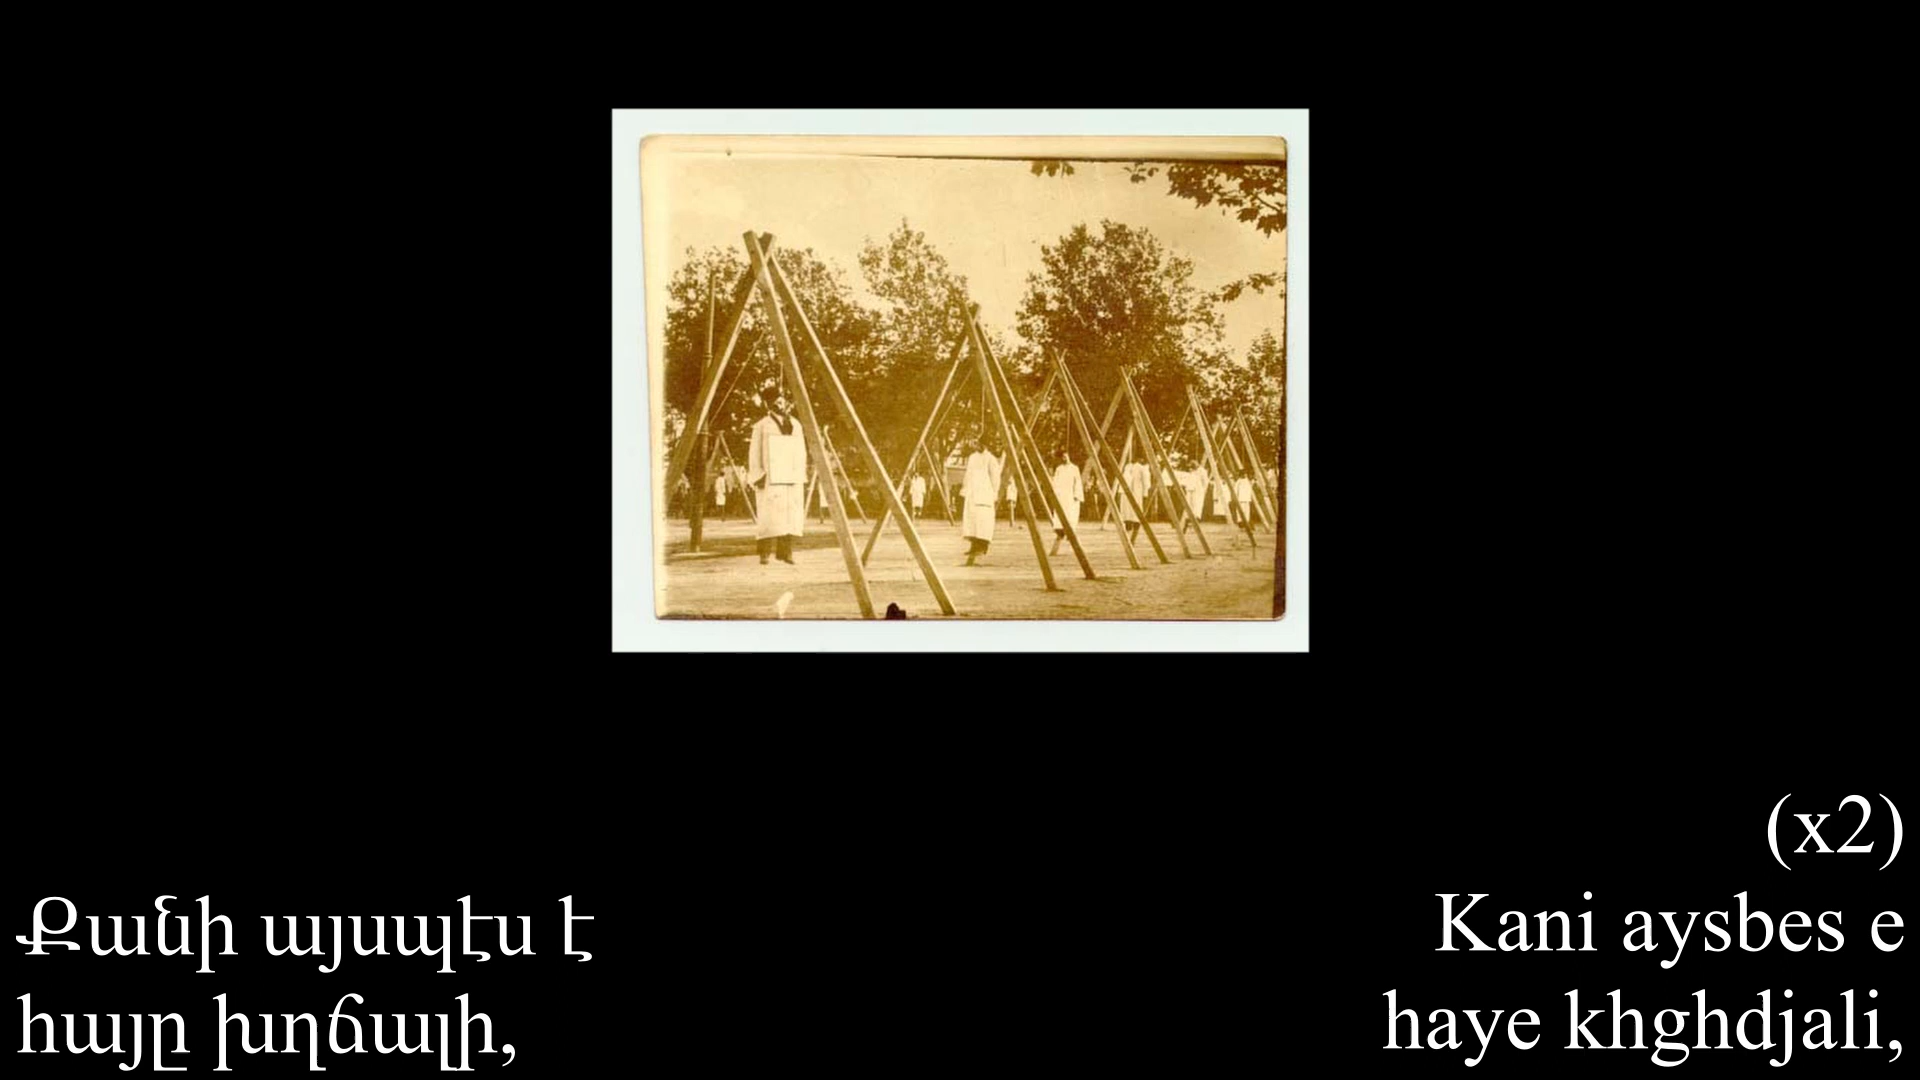 Քանի այսպէս է
հայը խղճալի,
(x2)
Kani aysbes e
haye khghdjali,